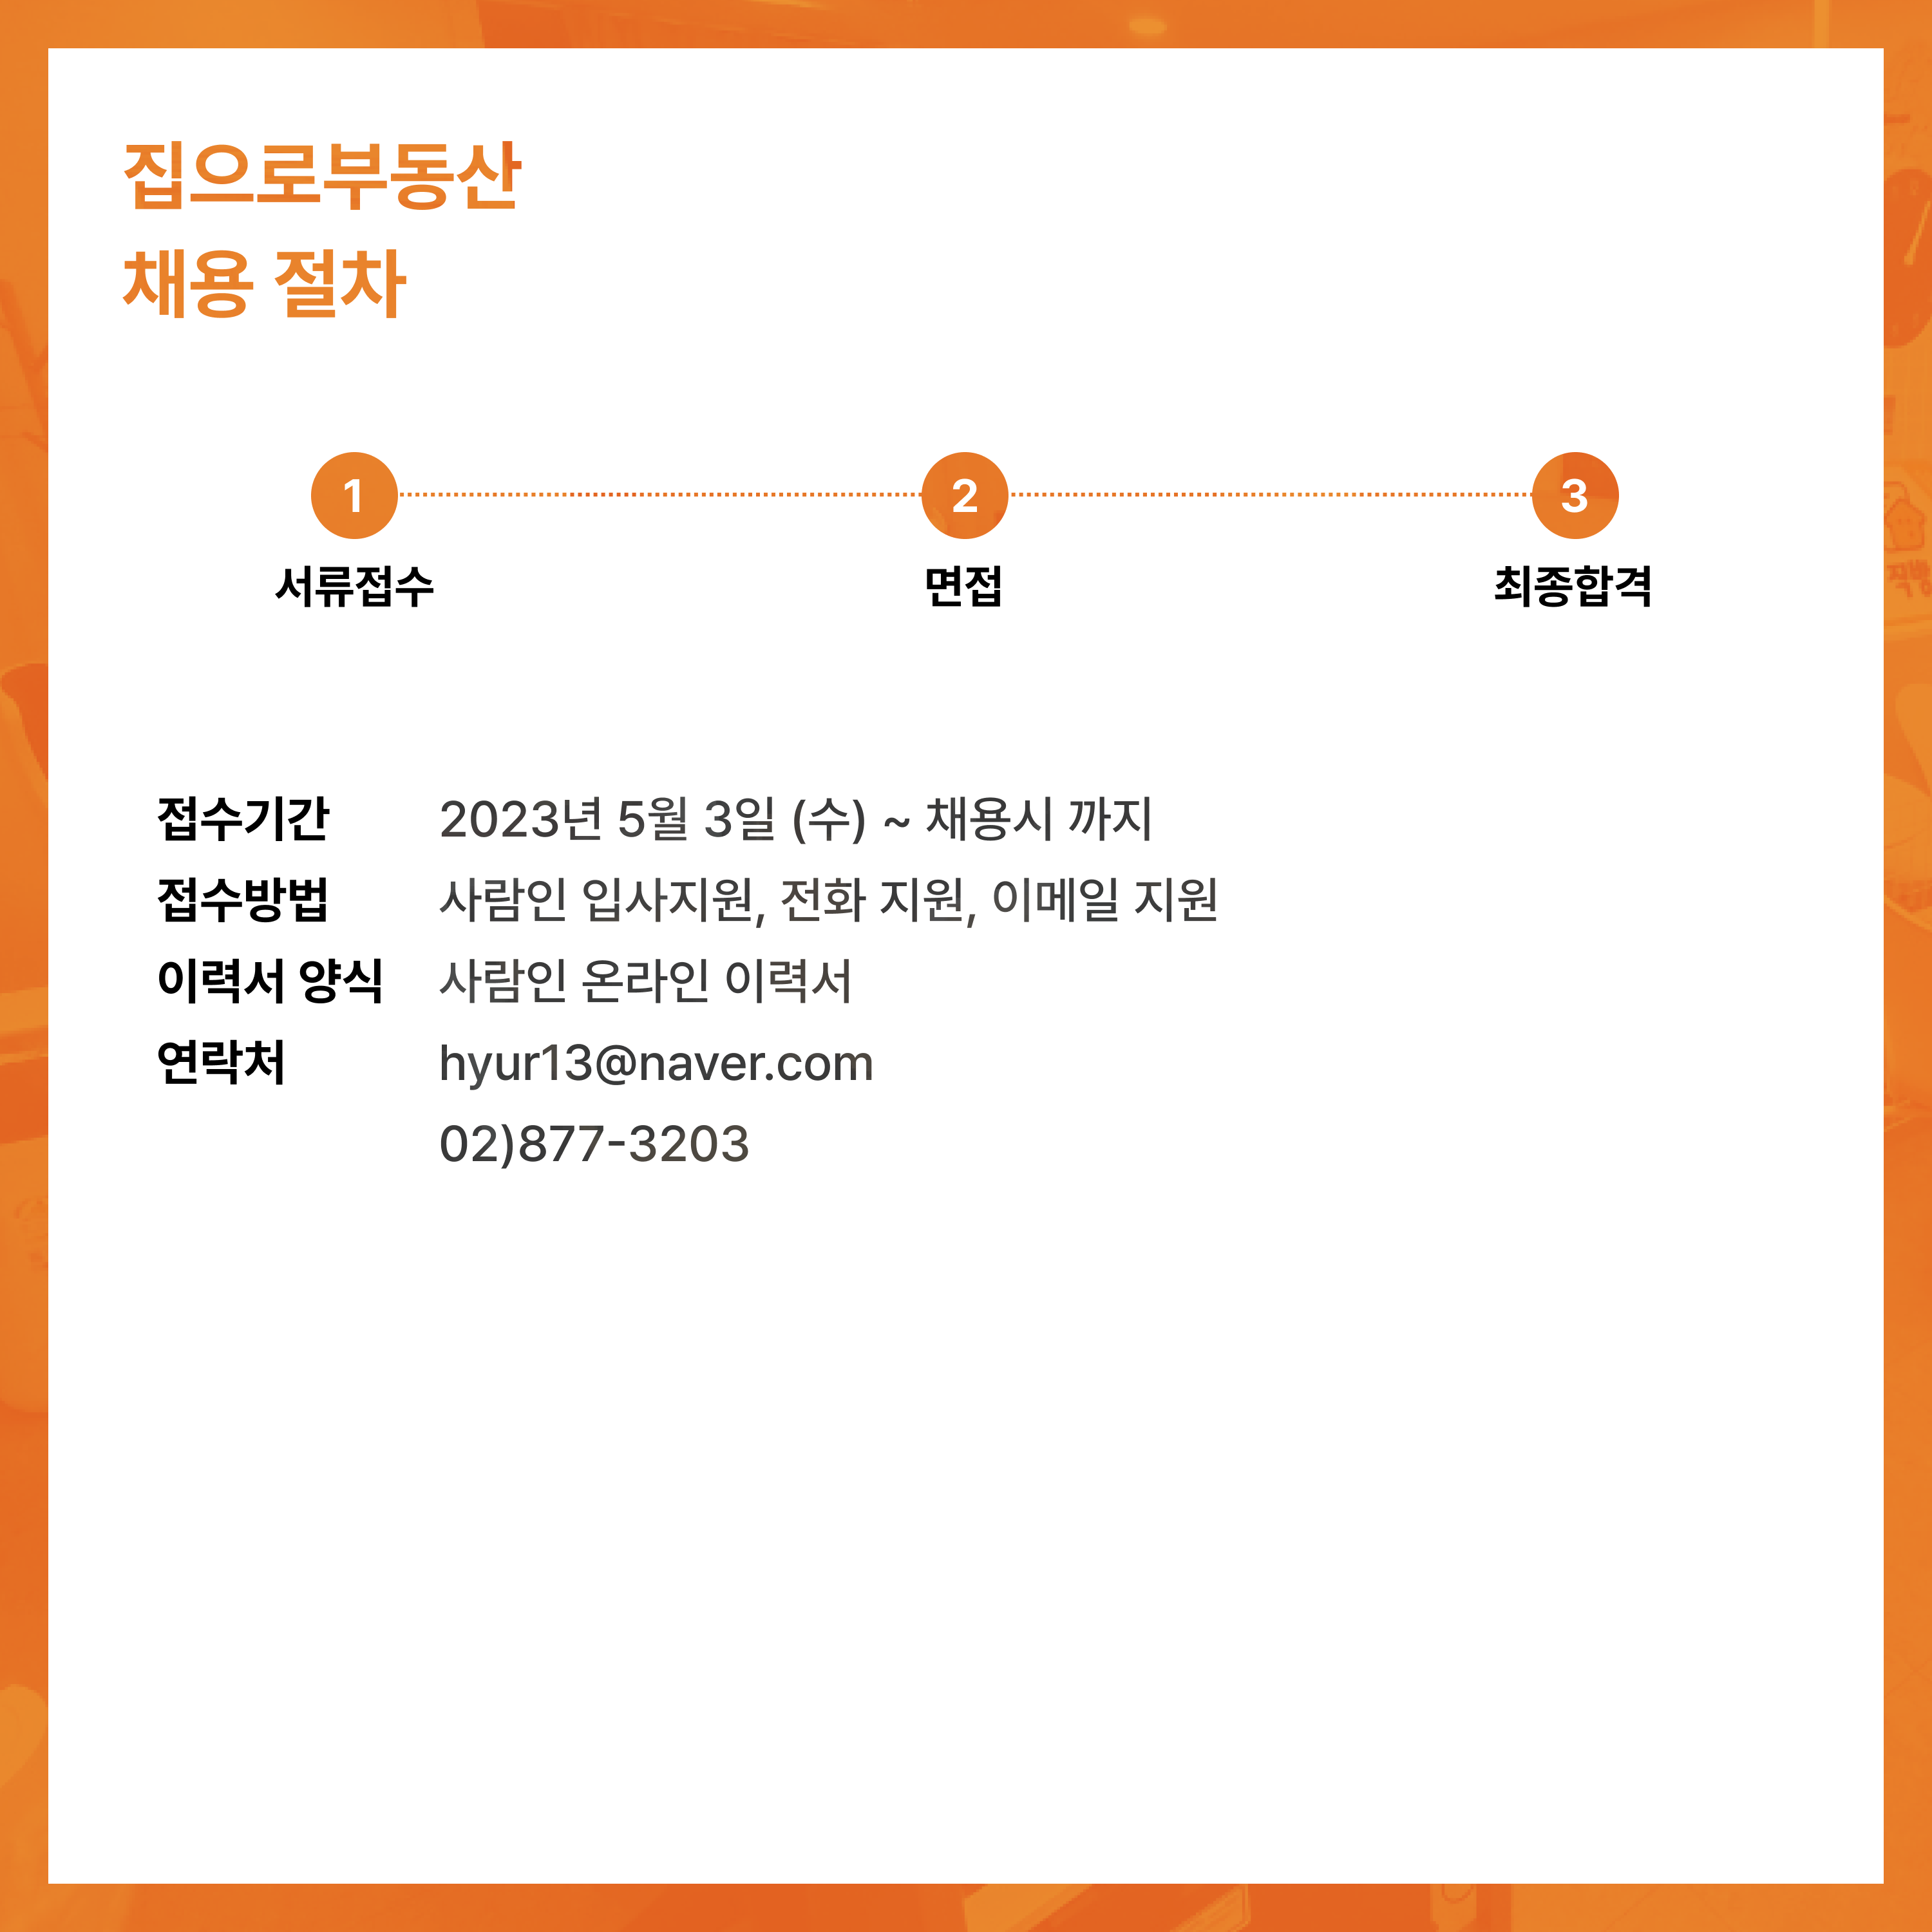 집으로부동산
채용 절차
1
2
3
서류접수
면접
최종합격
접수기간 2023년 5월 3일 (수) ~ 채용시 까지
접수방법 사람인 입사지원, 전화 지원, 이메일 지원
이력서 양식 사람인 온라인 이력서
연락처 hyur13@naver.com
02)877-3203